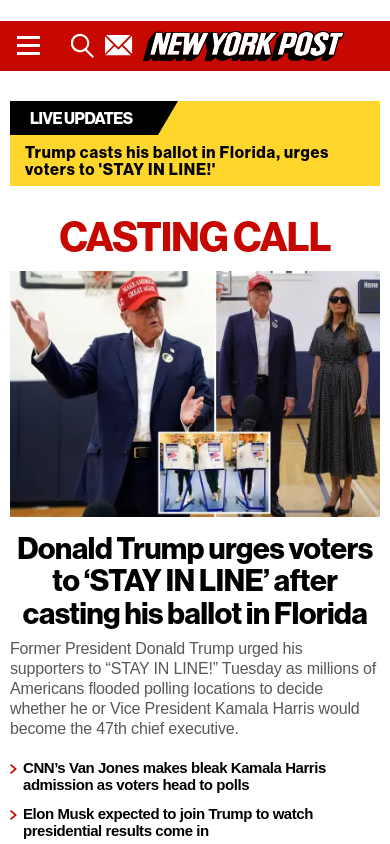 NEW YORK POST
LIVE UPDATES
Trump casts his ballot in Florida, urges
voters to 'STAY IN LINE!'
CASTING CALL
MAKE AMERICA
GREAT AGAIN
Home
Donald Trump urges voters
to ‘STAY IN LINE’ after
casting his ballot in Florida
Former President Donald Trump urged his
supporters to “STAY IN LINE!” Tuesday as millions of
Americans flooded polling locations to decide
whether he or Vice President Kamala Harris would
become the 47th chief executive.
CNN’s Van Jones makes bleak Kamala Harris
admission as voters head to polls
Elon Musk expected to join Trump to watch
presidential results come in